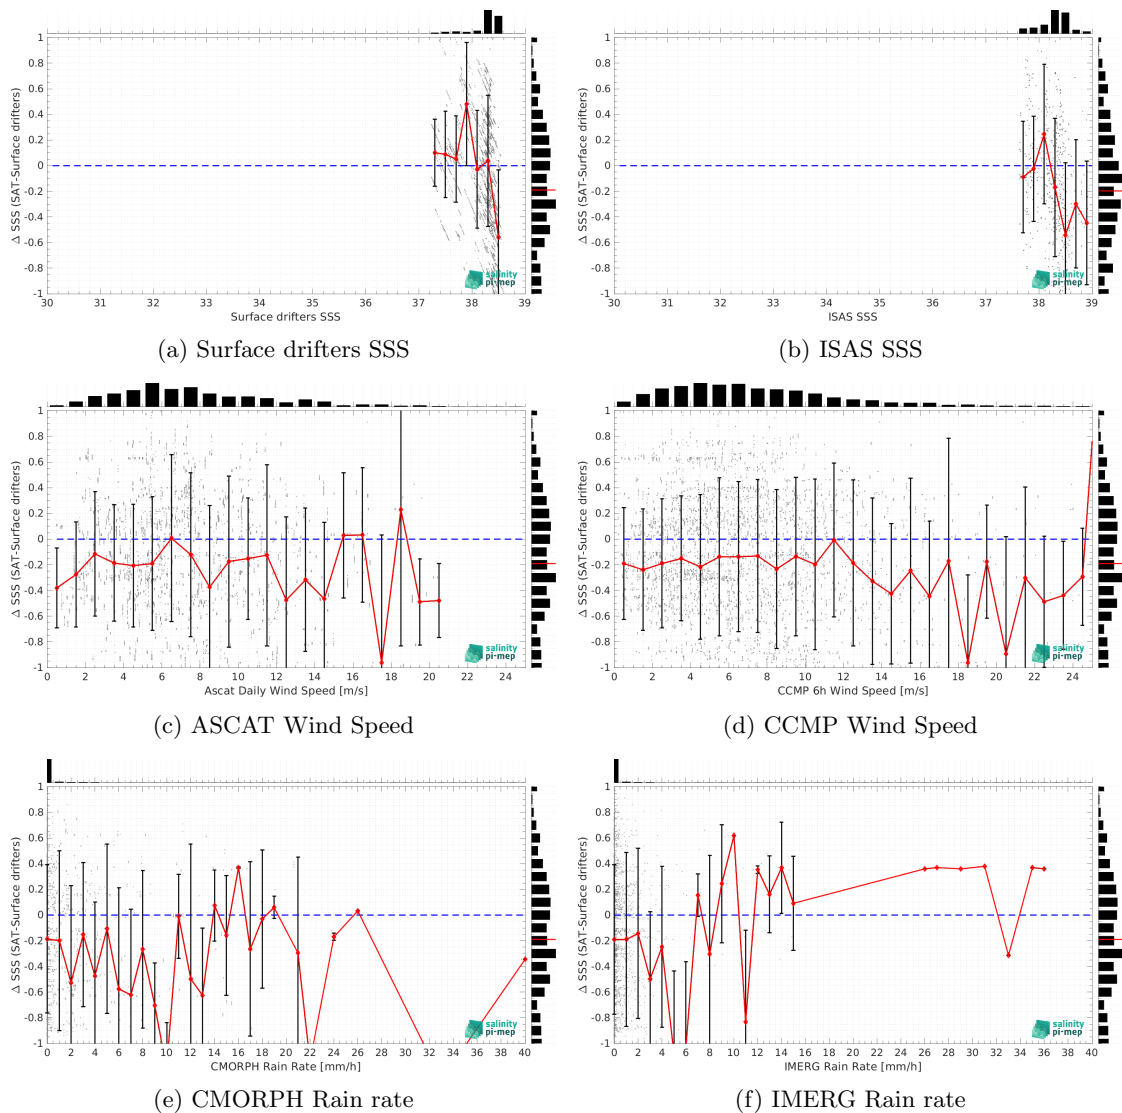 1
0.8
0.6
0.4
0.2
0
-0.2
-0.4
-0.6
-0.8
-1
Δ SSS (SAT-Surface drifters)
salinity
pi-mep
30 31 32 33 34 35 36 37 38 39
Surface drifters SSS
(a) Surface drifters SSS
1
0.8
0.6
0.4
0.2
0
-0.2
-0.4
-0.6
-0.8
-1
Δ SSS (SAT-Surface drifters)
salinity
pi-mep
30 31 32 33 34 35 36 37 38 39
ISAS SSS
(b) ISAS SSS
1
0.8
0.6
0.4
0.2
0
-0.2
-0.4
-0.6
-0.8
-1
Δ SSS (SAT-Surface drifters)
salinity
pi-mep
0 2 4 6 8 10 12 14 16 18 20 22 24
Ascat Daily Wind Speed [m/s]
(c) ASCAT Wind Speed
1
0.8
0.6
0.4
0.2
0
-0.2
-0.4
-0.6
-0.8
-1
Δ SSS (SAT-Surface drifters)
salinity
pi-mep
0 2 4 6 8 10 12 14 16 18 20 22 24
CCMP 6h Wind Speed [m/s]
(d) CCMP Wind Speed
1
0.8
0.6
0.4
0.2
0
-0.2
-0.4
-0.6
-0.8
-1
Δ SSS (SAT-Surface drifters)
salinity
pi-mep
0 2 4 6 8 10 12 14 16 18 20 22 24 26 28 30 32 34 36 38 40
CMORPH Rain Rate [mm/h]
(e) CMORPH Rain rate
1
0.8
0.6
0.4
0.2
0
-0.2
-0.4
-0.6
-0.8
-1
Δ SSS (SAT-Surface drifters)
salinity
pi-mep
0 2 4 6 8 10 12 14 16 18 20 22 24 26 28 30 32 34 36 38 40
IMERG Rain Rate [mm/h]
(f) IMERG Rain rate